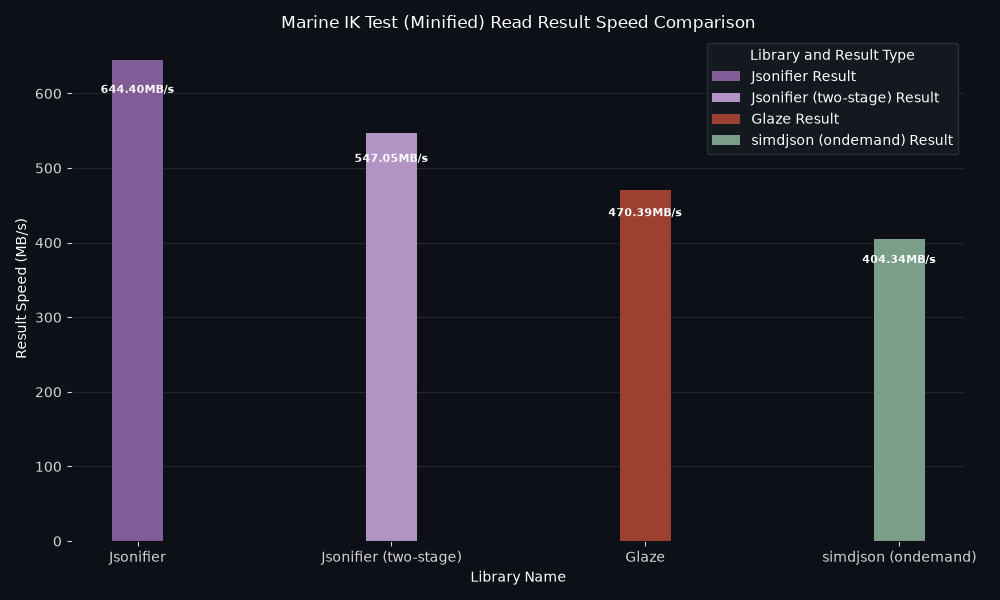 Marine IK Test (Minified) Read Result Speed Comparison
Library and Result Type
Jsonifier Result
Jsonifier (two-stage) Result
Glaze Result
simdjson (ondemand) Result
644.40MB/s
547.05MB/s
470.39MB/s
404.34MB/s
Result Speed (MB/s)
600
500
400
300
200
100
0
Jsonifier
Jsonifier (two-stage)
Glaze
simdjson (ondemand)
Library Name